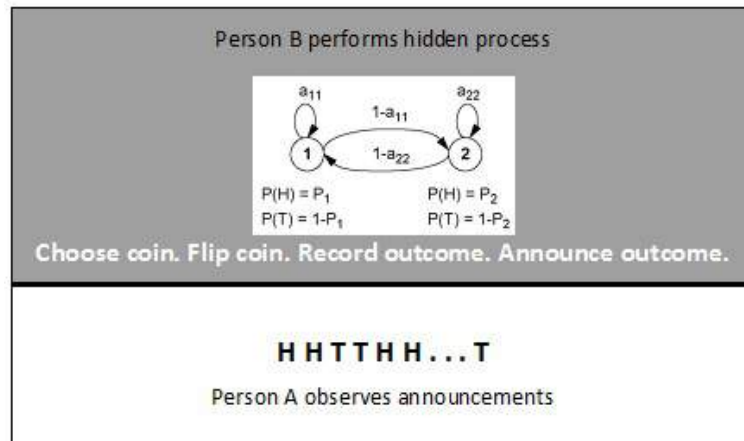 Person B performs hidden process
a11 a22
1-a11
1 2
1-a22
P(H) = P1 P(H) = P2
P(T) = 1-P1 P(T) = 1-P2
Choose coin. Flip coin. Record outcome. Announce outcome.
H H T T H H . . . T
Person A observes announcements